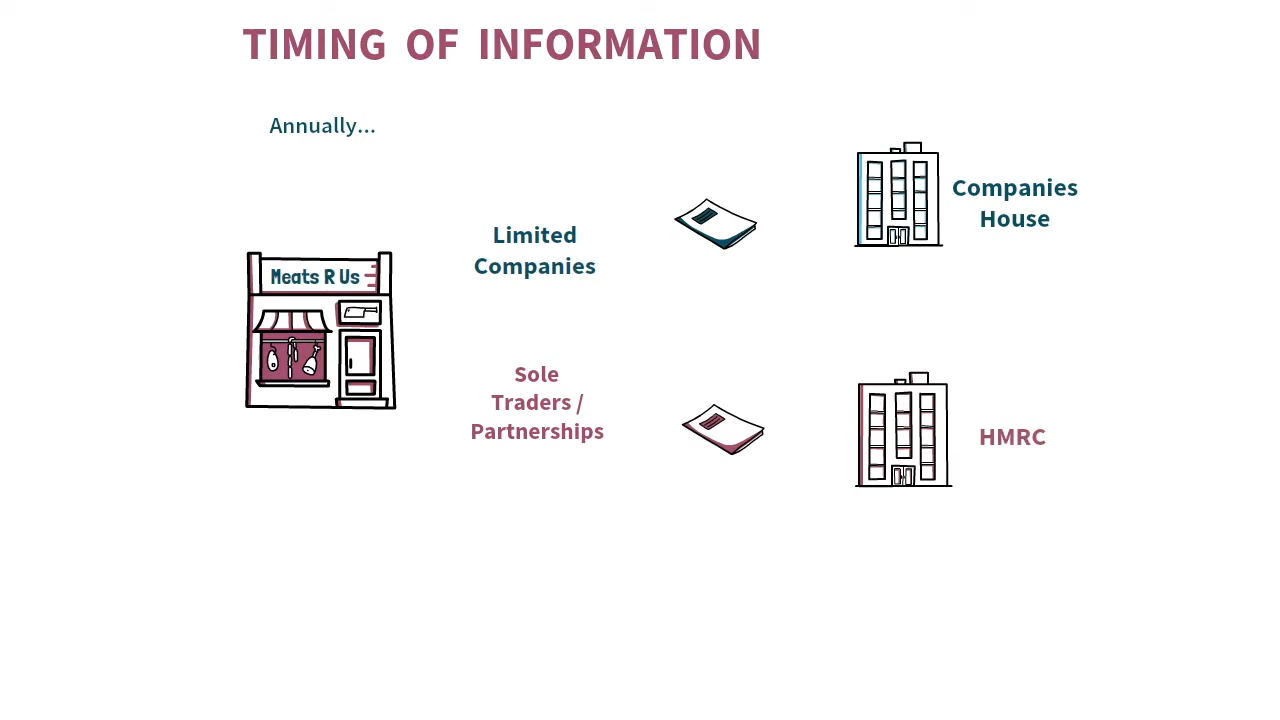 TIMING OF INFORMATION
Annually...
Companies
House
Limited
Companies
Meats R Us
Sole
Traders /
Partnerships
HMRC